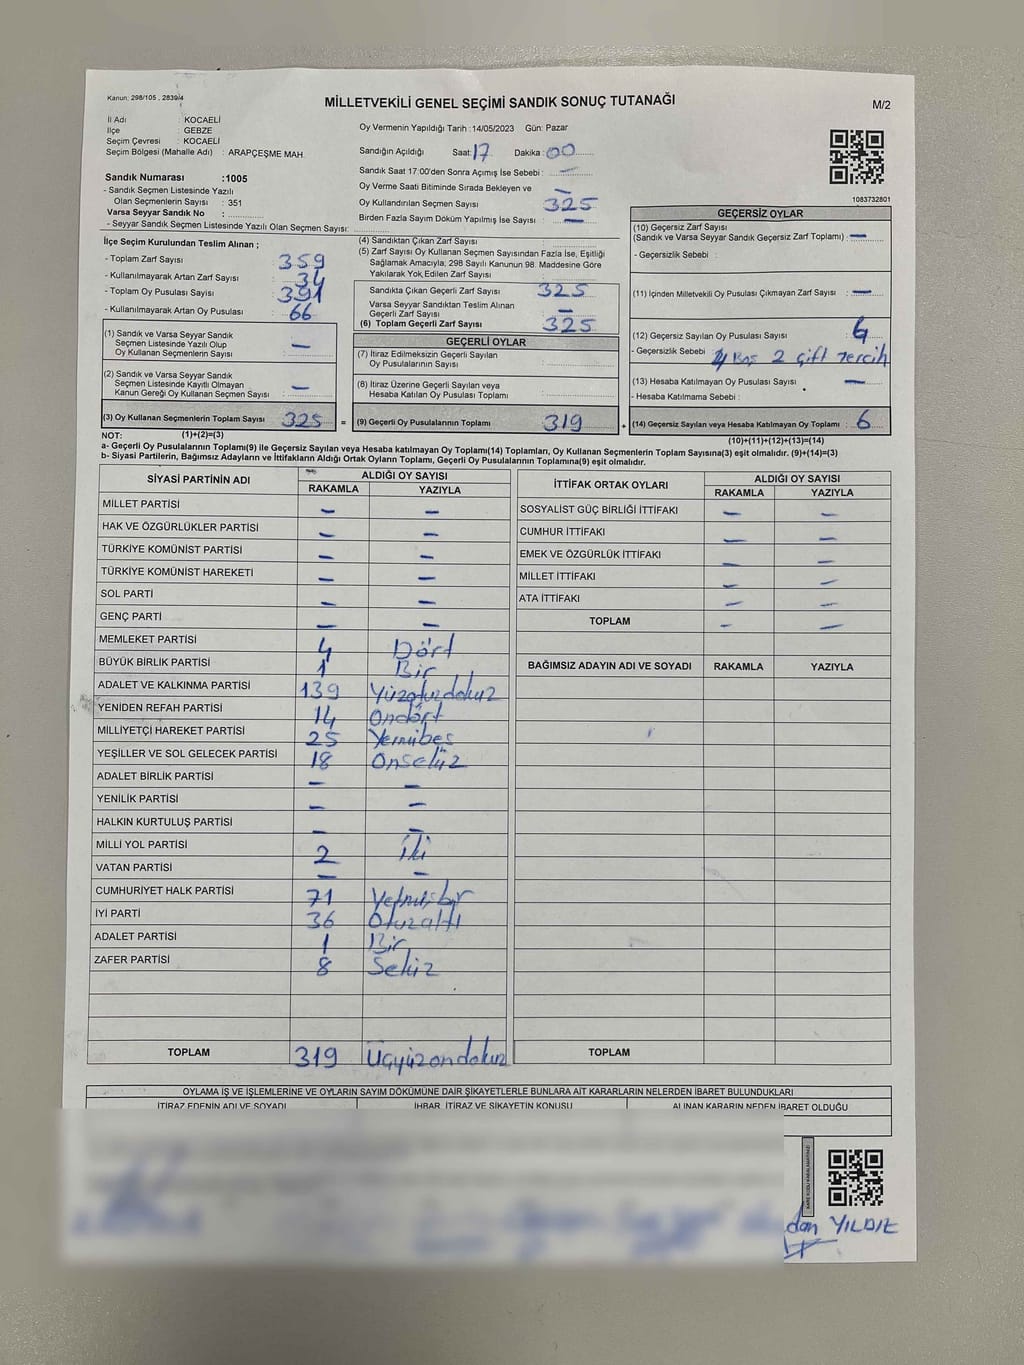 Kanun: 298/105 , 2839/4
MİLLETVEKİLİ GENEL SEÇİMİ SANDIK SONUÇ TUTANAĞI
M/2
İl Adı : KOCAELİ
İlçe : GEBZE
Seçim Çevresi : KOCAELİ
Seçim Bölgesi (Mahalle Adı) : ARAPÇEŞME MAH.
Sandık Numarası :1005
- Sandık Seçmen Listesinde Yazılı
Olan Seçmenlerin Sayısı : 351
Varsa Seyyar Sandık No :
- Seyyar Sandık Seçmen Listesinde Yazılı Olan Seçmen Sayısı:
Oy Vermenin Yapıldığı Tarih :14/05/2023 Gün: Pazar
Sandığın Açıldığı Saat: 17 Dakika : 00
Sandık Saat 17:00'den Sonra Açımış İse Sebebi : —
Oy Verme Saati Bitiminde Sırada Bekleyen ve
Oy Kullandırılan Seçmen Sayısı — 325
Birden Fazla Sayım Döküm Yapılmış İse Sayısı : —
1083732801
İlçe Seçim Kurulundan Teslim Alınan ;
- Toplam Zarf Sayısı : 359
- Kullanılmayarak Artan Zarf Sayısı : 34
- Toplam Oy Pusulası Sayısı : 391
- Kullanılmayarak Artan Oy Pusulası : 66
(4) Sandıktan Çıkan Zarf Sayısı :
(5) Zarf Sayısı Oy Kullanan Seçmen Sayısından Fazla İse, Eşitliği
Sağlamak Amacıyla; 298 Sayılı Kanunun 98. Maddesine Göre
Yakılarak Yok Edilen Zarf Sayısı :
Sandıkta Çıkan Geçerli Zarf Sayısı : 325
Varsa Seyyar Sandıktan Teslim Alınan
Geçerli Zarf Sayısı : —
(6) Toplam Geçerli Zarf Sayısı : 325
GEÇERSİZ OYLAR
(10) Geçersiz Zarf Sayısı
(Sandık ve Varsa Seyyar Sandık Geçersiz Zarf Toplamı) : —
- Geçersizlik Sebebi :
(11) İçinden Milletvekili Oy Pusulası Çıkmayan Zarf Sayısı : —
(12) Geçersiz Sayılan Oy Pusulası Sayısı : 6
- Geçersizlik Sebebi : 4 Boş 2 Çift Tercih
(13) Hesaba Katılmayan Oy Pusulası Sayısı : —
- Hesaba Katılmama Sebebi :
(14) Geçersiz Sayılan veya Hesaba Katılmayan Oy Toplamı : 6
(10)+(11)+(12)+(13)=(14)
(1) Sandık ve Varsa Seyyar Sandık
Seçmen Listesinde Yazılı Olup
Oy Kullanan Seçmenlerin Sayısı : —
(2) Sandık ve Varsa Seyyar Sandık
Seçmen Listesinde Kayıtlı Olmayan
Kanun Gereği Oy Kullanan Seçmen Sayısı : —
(3) Oy Kullanan Seçmenlerin Toplam Sayısı : 325 =
(1)+(2)=(3)
GEÇERLİ OYLAR
(7) İtiraz Edilmeksizin Geçerli Sayılan
Oy Pusulalarının Sayısı :
(8) İtiraz Üzerine Geçerli Sayılan veya
Hesaba Katılan Oy Pusulası Toplamı :
(9) Geçerli Oy Pusulalarının Toplamı : 319 +
NOT:
a- Geçerli Oy Pusulalarının Toplamı(9) ile Geçersiz Sayılan veya Hesaba katılmayan Oy Toplamı(14) Toplamları, Oy Kullanan Seçmenlerin Toplam Sayısına(3) eşit olmalıdır. (9)+(14)=(3)
b- Siyasi Partilerin, Bağımsız Adayların ve İttifakların Aldığı Ortak Oyların Toplamı, Geçerli Oy Pusulalarının Toplamına(9) eşit olmalıdır.
SİYASİ PARTİNİN ADI ALDIĞI OY SAYISI
RAKAMLA YAZIYLA
MİLLET PARTİSİ — —
HAK VE ÖZGÜRLÜKLER PARTİSİ — —
TÜRKİYE KOMÜNİST PARTİSİ — —
TÜRKİYE KOMÜNİST HAREKETİ — —
SOL PARTİ — —
GENÇ PARTİ — —
MEMLEKET PARTİSİ 4 Dört
BÜYÜK BİRLİK PARTİSİ 1 Bir
ADALET VE KALKINMA PARTİSİ 139 Yüzotuzdokuz
YENİDEN REFAH PARTİSİ 14 Ondört
MİLLİYETÇİ HAREKET PARTİSİ 25 Yirmibeş
YEŞİLLER VE SOL GELECEK PARTİSİ 18 Onsekiz
ADALET BİRLİK PARTİSİ — —
YENİLİK PARTİSİ — —
HALKIN KURTULUŞ PARTİSİ — —
MİLLİ YOL PARTİSİ 2 İki
VATAN PARTİSİ — —
CUMHURİYET HALK PARTİSİ 71 Yetmişbir
İYİ PARTİ 36 Otuzaltı
ADALET PARTİSİ 1 Bir
ZAFER PARTİSİ 8 Sekiz
TOPLAM 319 Üçyüzondokuz
İTTİFAK ORTAK OYLARI ALDIĞI OY SAYISI
RAKAMLA YAZIYLA
SOSYALİST GÜÇ BİRLİĞİ İTTİFAKI — —
CUMHUR İTTİFAKI — —
EMEK VE ÖZGÜRLÜK İTTİFAKI — —
MİLLET İTTİFAKI — —
ATA İTTİFAKI — —
TOPLAM — —
BAĞIMSIZ ADAYIN ADI VE SOYADI RAKAMLA YAZIYLA
TOPLAM
OYLAMA İŞ VE İŞLEMLERİNE VE OYLARIN SAYIM DÖKÜMÜNE DAİR ŞİKAYETLERLE BUNLARA AİT KARARLARIN NELERDEN İBARET BULUNDUKLARI
İTİRAZ EDENİN ADI VE SOYADI İHBAR, İTİRAZ VE ŞİKAYETİN KONUSU ALINAN KARARIN NEDEN İBARET OLDUĞU
dan YILDIZ